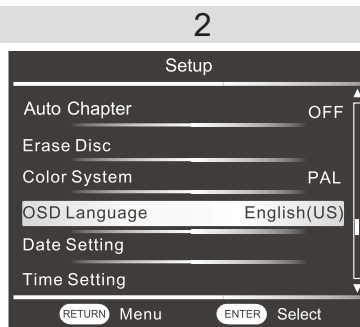 2
Setup
Auto Chapter OFF
Erase Disc
Color System PAL
OSD Language English(US)
Date Setting
Time Setting
RETURN Menu ENTER Select